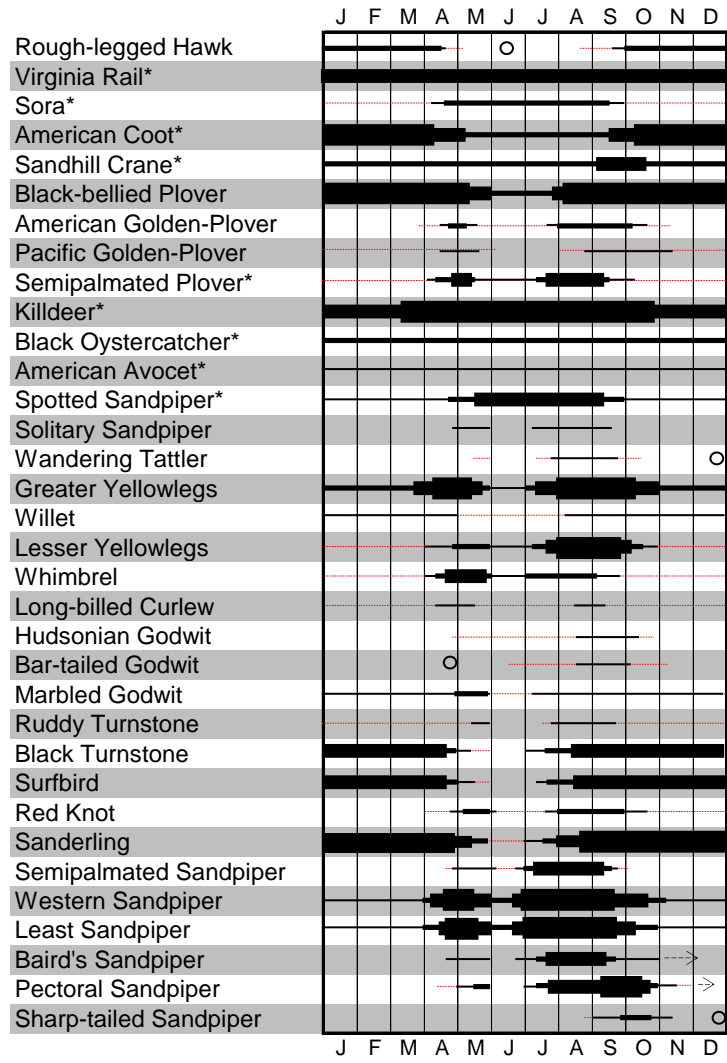 J F M A M J J A S O N D
Rough-legged Hawk
Virginia Rail*
Sora*
American Coot*
Sandhill Crane*
Black-bellied Plover
American Golden-Plover
Pacific Golden-Plover
Semipalmated Plover*
Killdeer*
Black Oystercatcher*
American Avocet*
Spotted Sandpiper*
Solitary Sandpiper
Wandering Tattler
Greater Yellowlegs
Willet
Lesser Yellowlegs
Whimbrel
Long-billed Curlew
Hudsonian Godwit
Bar-tailed Godwit
Marbled Godwit
Ruddy Turnstone
Black Turnstone
Surfbird
Red Knot
Sanderling
Semipalmated Sandpiper
Western Sandpiper
Least Sandpiper
Baird's Sandpiper
Pectoral Sandpiper
Sharp-tailed Sandpiper
J F M A M J J A S O N D